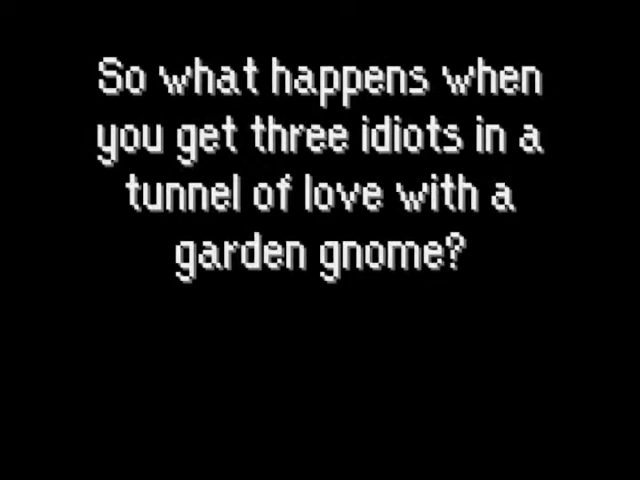 So what happens when
you get three idiots in a
tunnel of love with a
garden gnome?